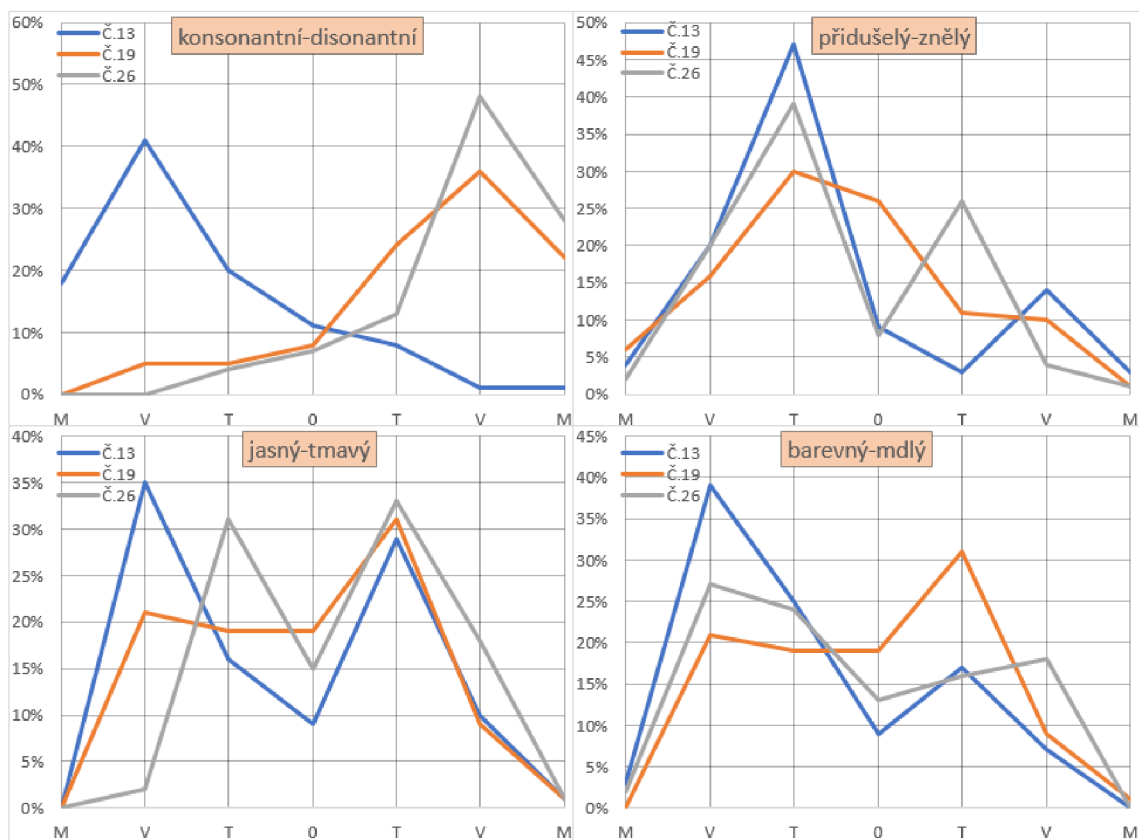 konsonantní-disonantní
Č.13
Č.19
Č.26
60%
50%
40%
30%
20%
10%
0%
M V T 0 T V M
přidušelý-znělý
Č.13
Č.19
Č.26
50%
45%
40%
35%
30%
25%
20%
15%
10%
5%
0%
M V T 0 T V M
jasný-tmavý
Č.13
Č.19
Č.26
40%
35%
30%
25%
20%
15%
10%
5%
0%
M V T 0 T V M
barevný-mdlý
Č.13
Č.19
Č.26
45%
40%
35%
30%
25%
20%
15%
10%
5%
0%
M V T 0 T V M